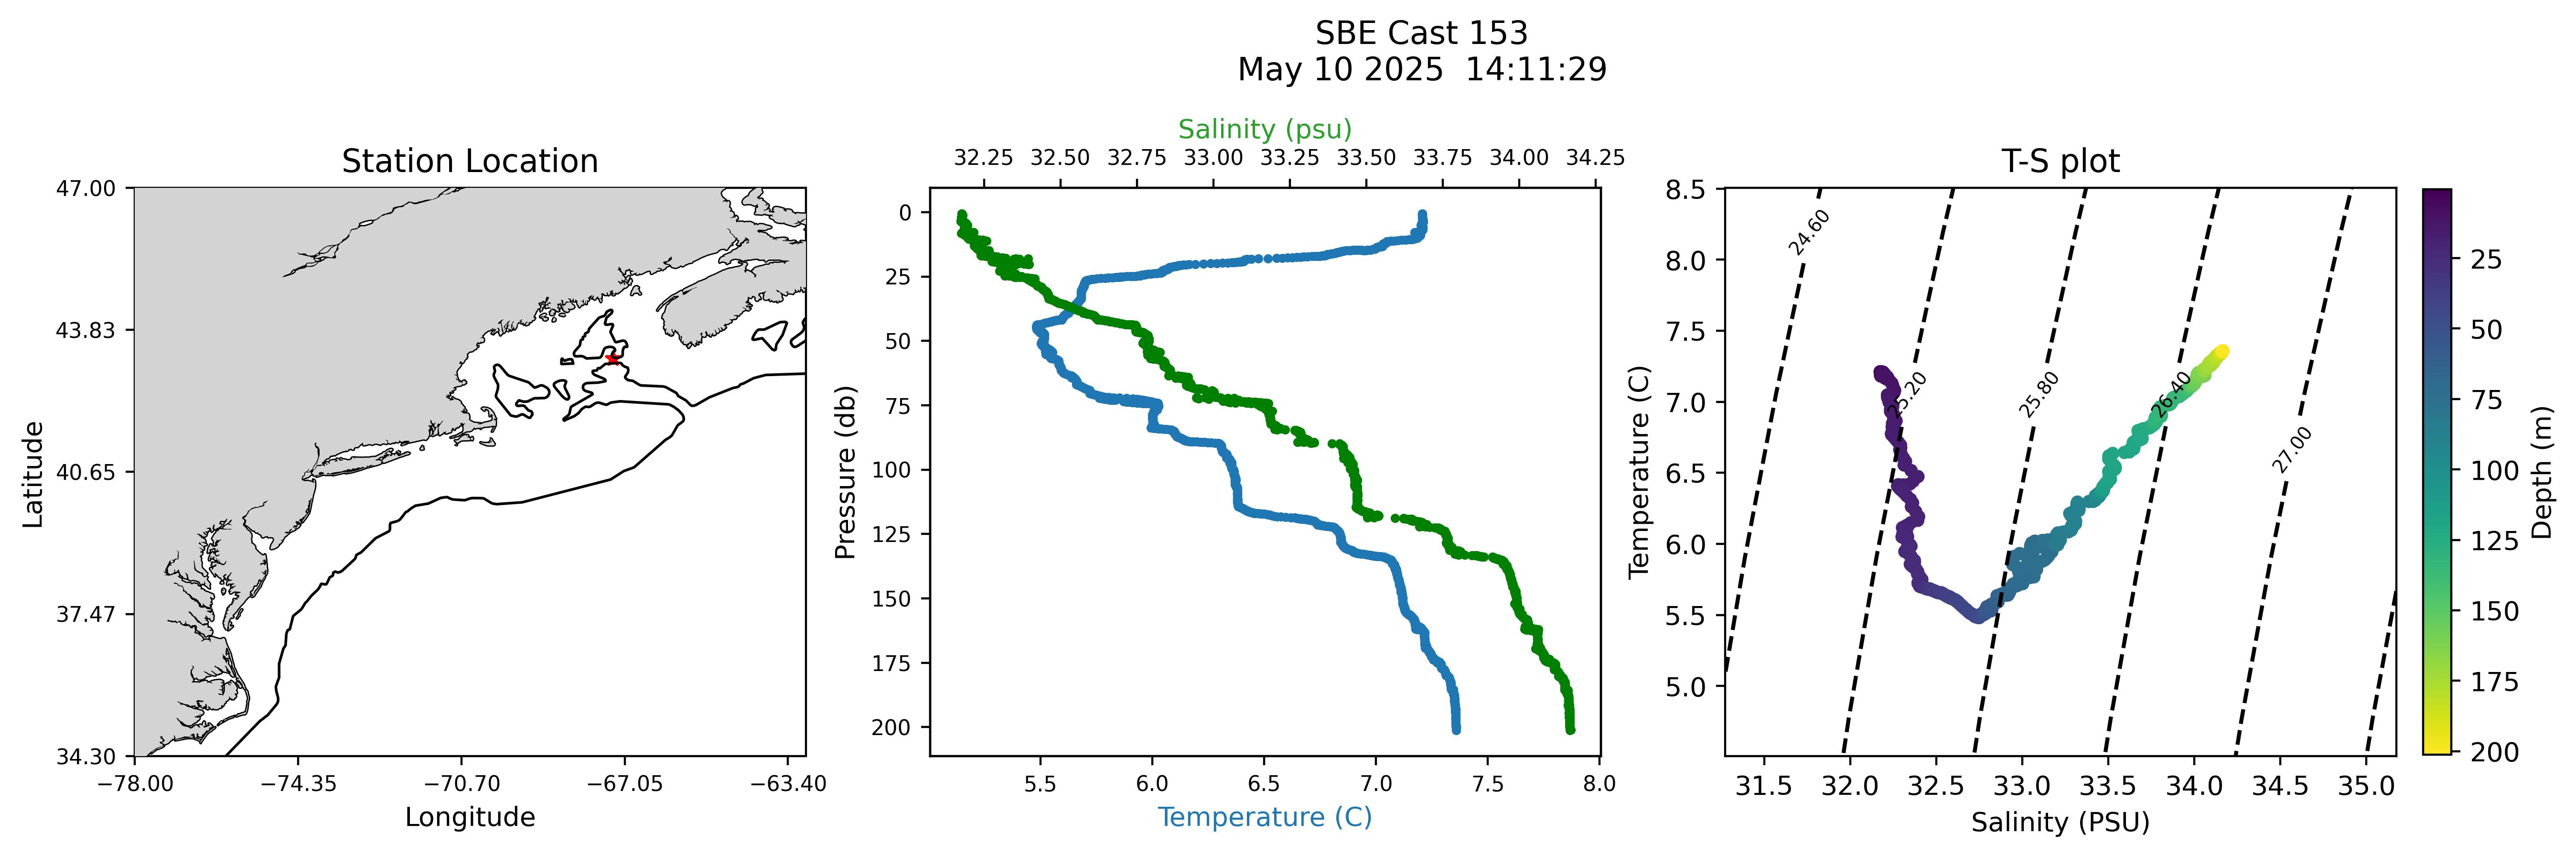 SBE Cast 153
May 10 2025  14:11:29
Station Location
47.00
43.83
40.65
37.47
34.30
Latitude
−78.00 −74.35 −70.70 −67.05 −63.40
Longitude
Salinity (psu)
32.25 32.50 32.75 33.00 33.25 33.50 33.75 34.00 34.25
0
25
50
75
100
125
150
175
200
Pressure (db)
5.5 6.0 6.5 7.0 7.5 8.0
Temperature (C)
T-S plot
8.5
8.0
7.5
7.0
6.5
6.0
5.5
5.0
Temperature (C)
24.60
25.20
25.80
26.40
27.00
31.5 32.0 32.5 33.0 33.5 34.0 34.5 35.0
Salinity (PSU)
25
50
75
100
125
150
175
200
Depth (m)